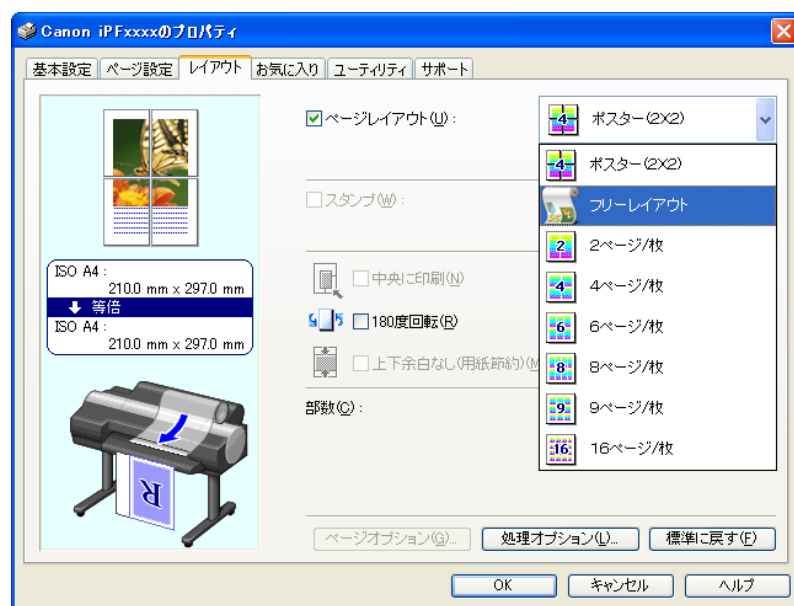 Canon iPFxxxxのプロパティ
基本設定 ページ設定 レイアウト お気に入り ユーティリティ サポート
ページレイアウト(U) :
ポスター(2X2)
ポスター(2X2)
フリーレイアウト
2 2ページ/枚
4 4ページ/枚
6 6ページ/枚
8 8ページ/枚
9 9ページ/枚
16 16ページ/枚
スタンプ(W) :
中央に印刷(N)
180度回転(R)
上下余白なし(用紙節約)(M
部数(C) :
ISO A4 :
210.0 mm x 297.0 mm
等倍
ISO A4 :
210.0 mm x 297.0 mm
R
ページオプション(G)... 処理オプション(L)... 標準に戻す(F)
OK キャンセル ヘルプ